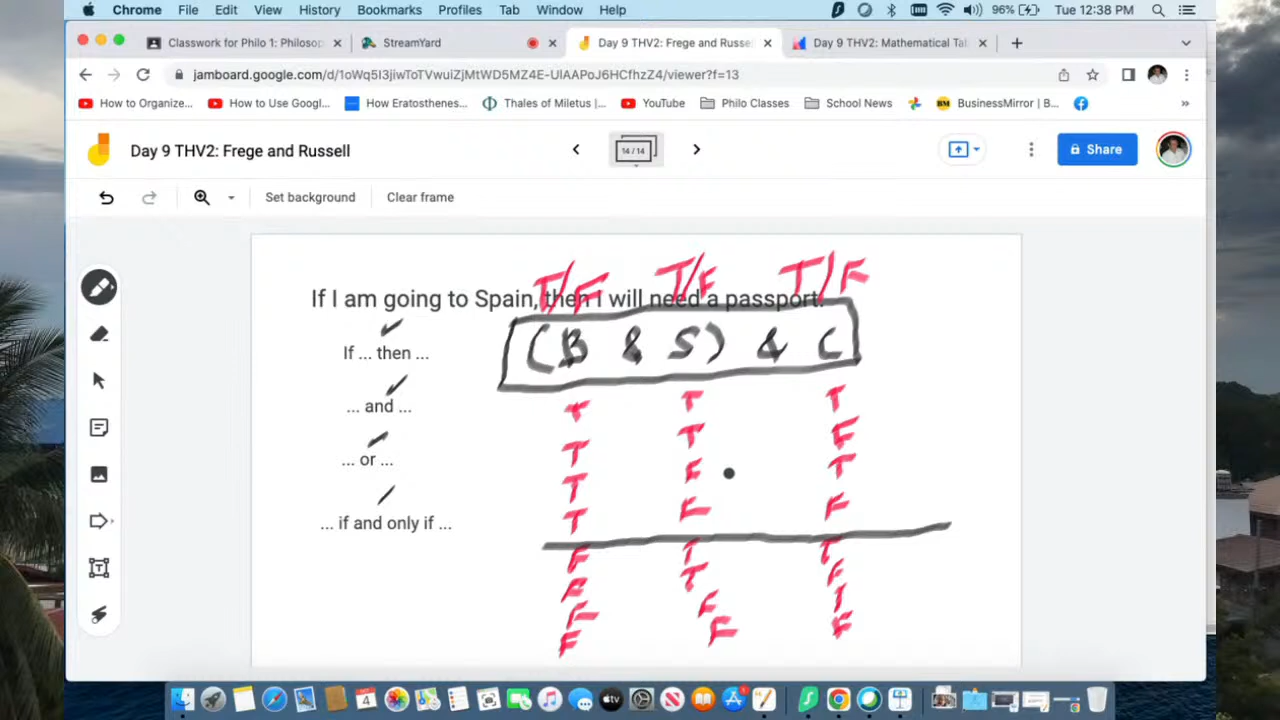 Chrome File Edit View History Bookmarks Profiles Tab Window Help 96% Tue 12:38 PM
Classwork for Philo 1: Philosop StreamYard Day 9 THV2: Frege and Russe Day 9 THV2: Mathematical Tal
jamboard.google.com/d/1oWq5I3jiwToTVwuiZjMtWD5MZ4E-UIAAPoJ6HCfhzZ4/viewer?f=13
How to Organize... How to Use Googl... How Eratosthenes... Thales of Miletus |... YouTube Philo Classes School News BM BusinessMirror | B... »
Day 9 THV2: Frege and Russell 14 / 14 Share
Set background Clear frame
T/F T/F T/F
If I am going to Spain, then I will need a passport.
(B & S) & C
If ... then ...
... and ...
... or ...
... if and only if ...
T T T
T T F
T F T
T F F
F T T
F T F
F F T
F F F
4